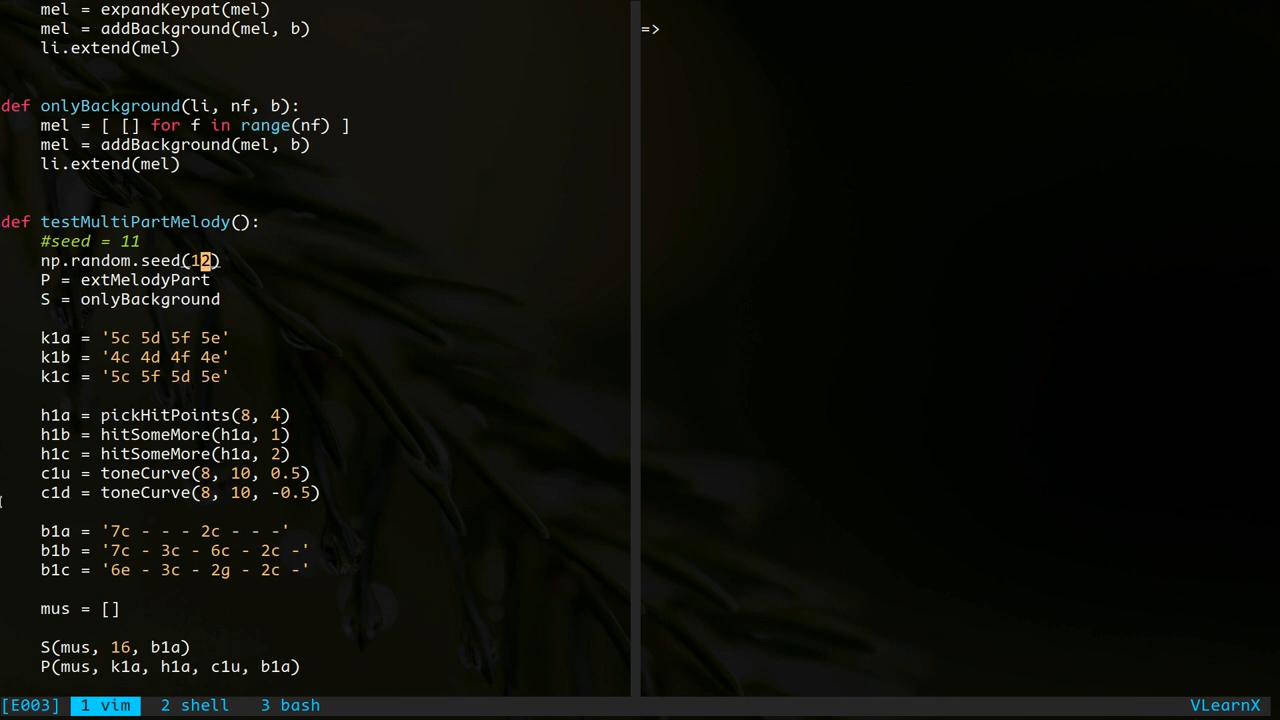 mel = expandKeypat(mel)
    mel = addBackground(mel, b)
    li.extend(mel)
def onlyBackground(li, nf, b):
    mel = [ [] for f in range(nf) ]
    mel = addBackground(mel, b)
    li.extend(mel)
def testMultiPartMelody():
    #seed = 11
    np.random.seed(12)
    P = extMelodyPart
    S = onlyBackground
    k1a = '5c 5d 5f 5e'
    k1b = '4c 4d 4f 4e'
    k1c = '5c 5f 5d 5e'
    h1a = pickHitPoints(8, 4)
    h1b = hitSomeMore(h1a, 1)
    h1c = hitSomeMore(h1a, 2)
    c1u = toneCurve(8, 10, 0.5)
    c1d = toneCurve(8, 10, -0.5)
    b1a = '7c - - - 2c - - -'
    b1b = '7c - 3c - 6c - 2c -'
    b1c = '6e - 3c - 2g - 2c -'
    mus = []
    S(mus, 16, b1a)
    P(mus, k1a, h1a, c1u, b1a)
=>
[E003] 1 vim 2 shell 3 bash VLearnX